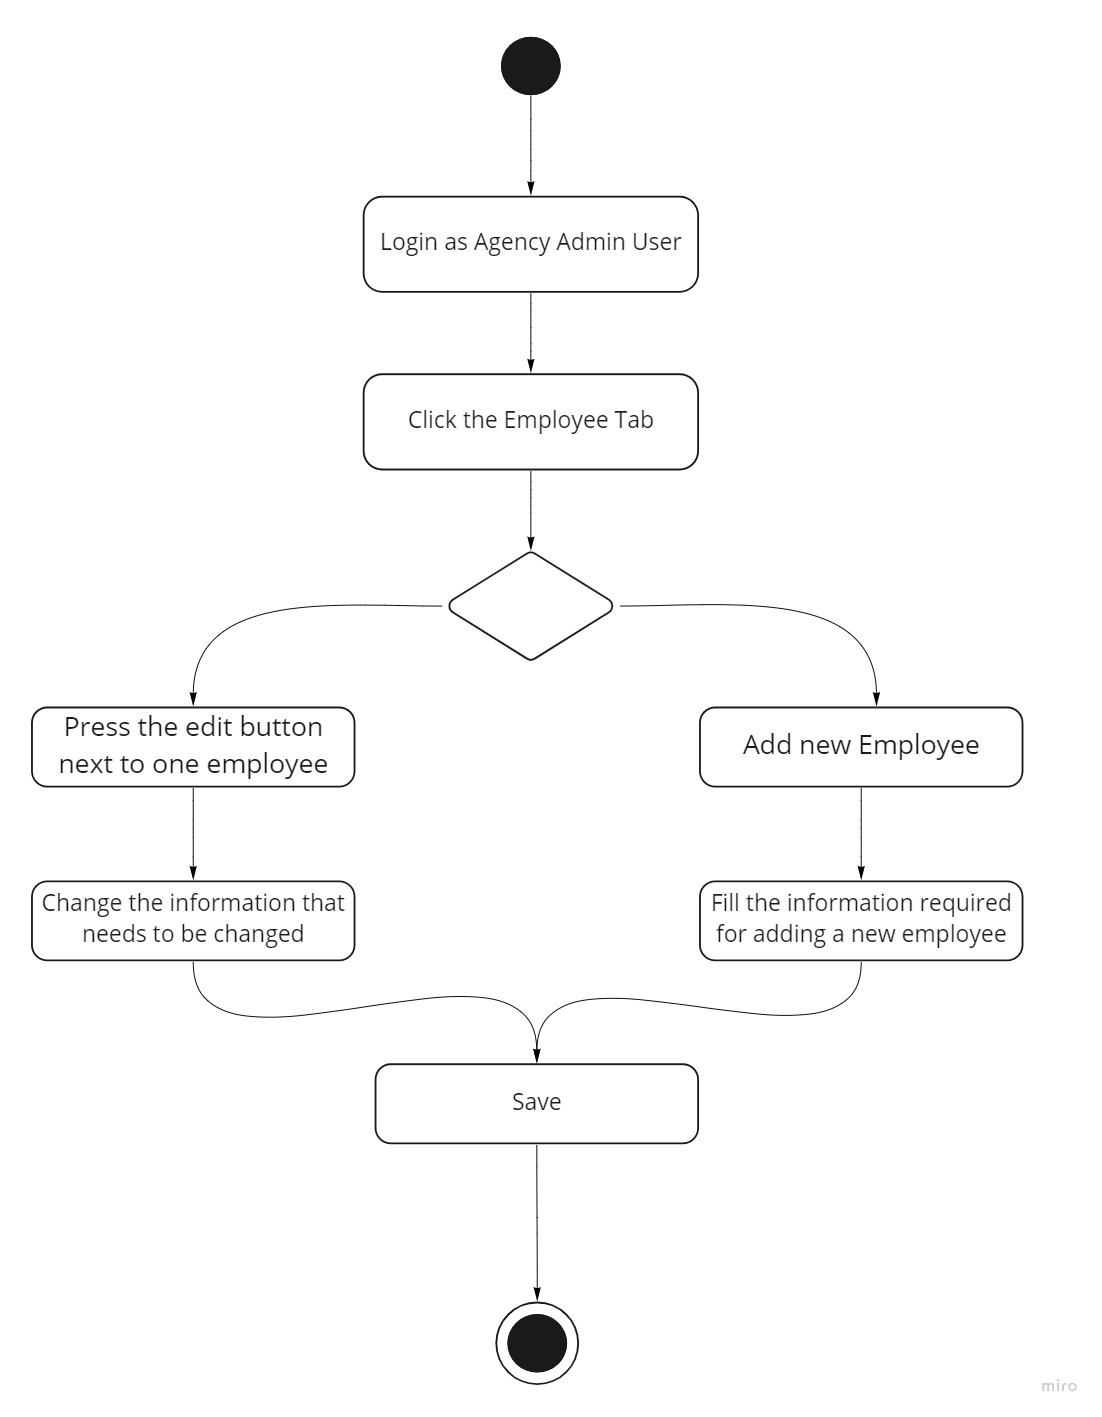 Login as Agency Admin User
Click the Employee Tab
Press the edit button
next to one employee
Add new Employee
Change the information that
needs to be changed
Fill the information required
for adding a new employee
Save
miro